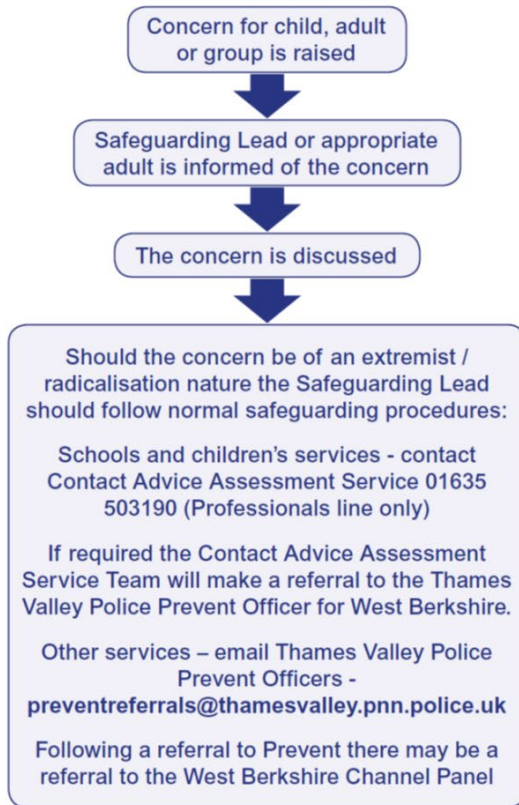 Concern for child, adult
or group is raised
Safeguarding Lead or appropriate
adult is informed of the concern
The concern is discussed
Should the concern be of an extremist /
radicalisation nature the Safeguarding Lead
should follow normal safeguarding procedures:
Schools and children’s services - contact
Contact Advice Assessment Service 01635
503190 (Professionals line only)
If required the Contact Advice Assessment
Service Team will make a referral to the Thames
Valley Police Prevent Officer for West Berkshire.
Other services – email Thames Valley Police
Prevent Officers -
preventreferrals@thamesvalley.pnn.police.uk
Following a referral to Prevent there may be a
referral to the West Berkshire Channel Panel